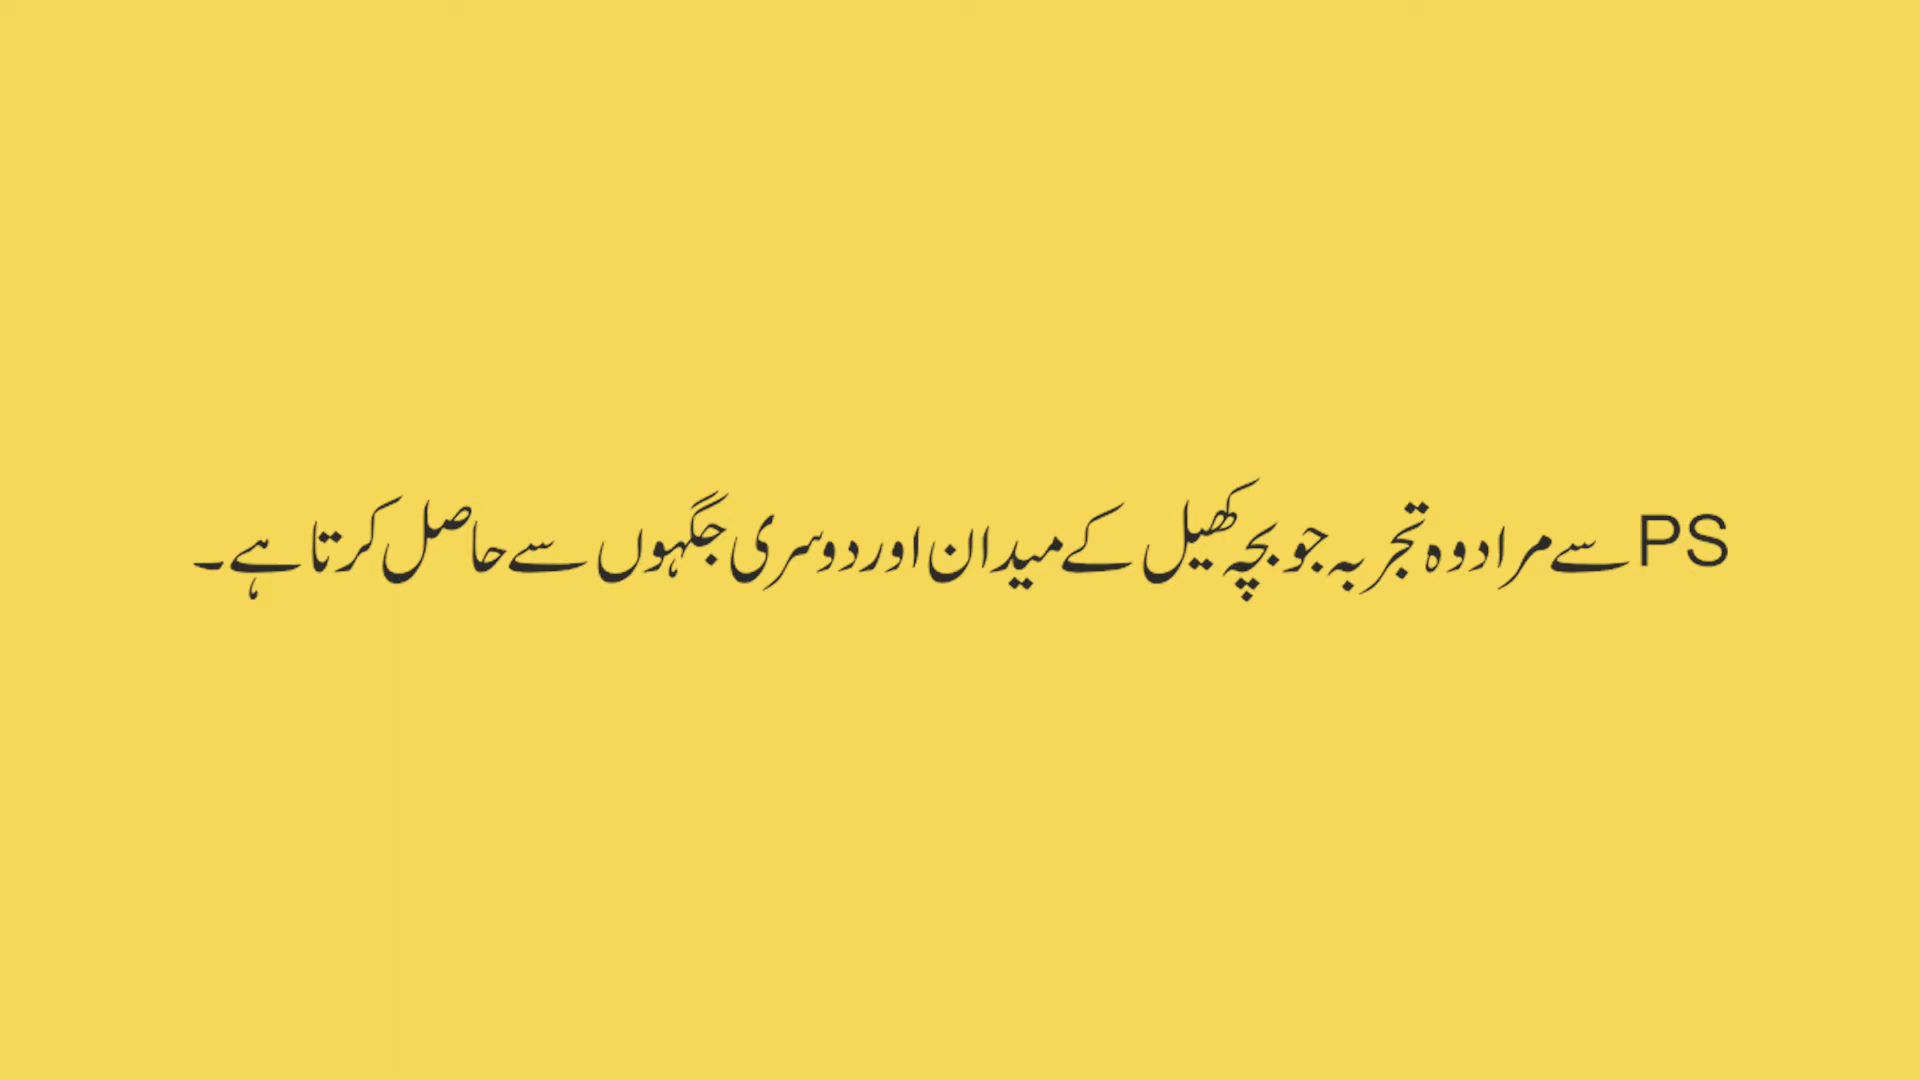 PS سے مراد وہ تجربہ جو بچہ کھیل کے میدان اور دوسری جگہوں سے حاصل کرتا ہے۔